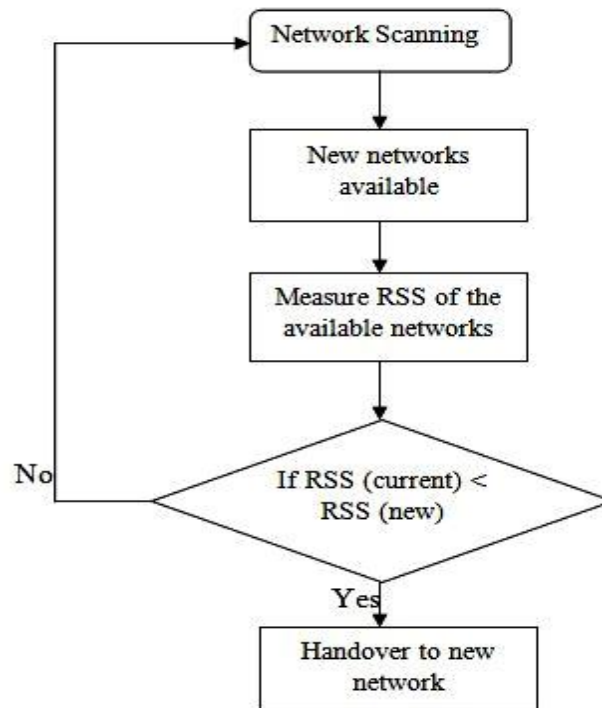 Network Scanning
New networks
available
Measure RSS of the
available networks
No
If RSS (current) <
RSS (new)
Yes
Handover to new
network